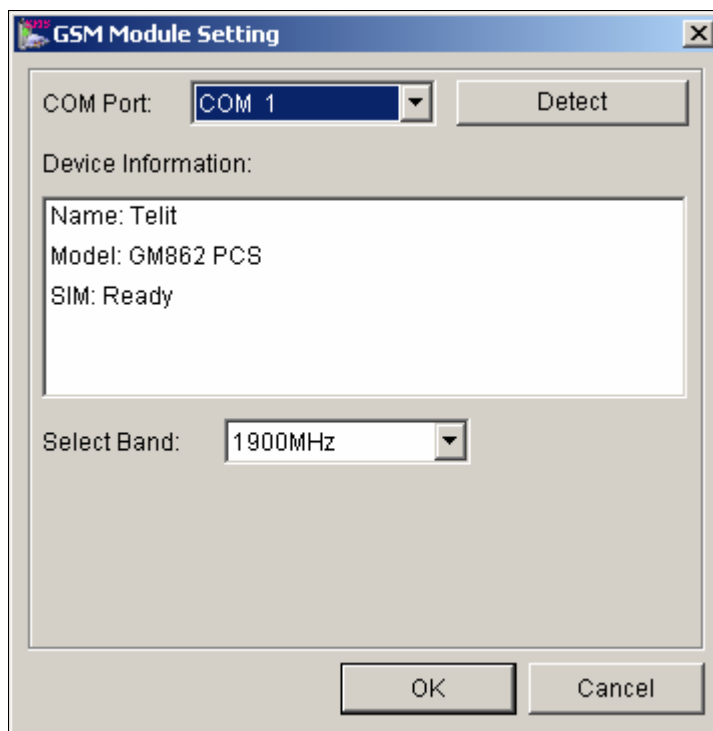 GSM Module Setting
COM Port: COM 1 Detect
Device Information:
Name: Telit
Model: GM862 PCS
SIM: Ready
Select Band: 1900MHz
OK Cancel